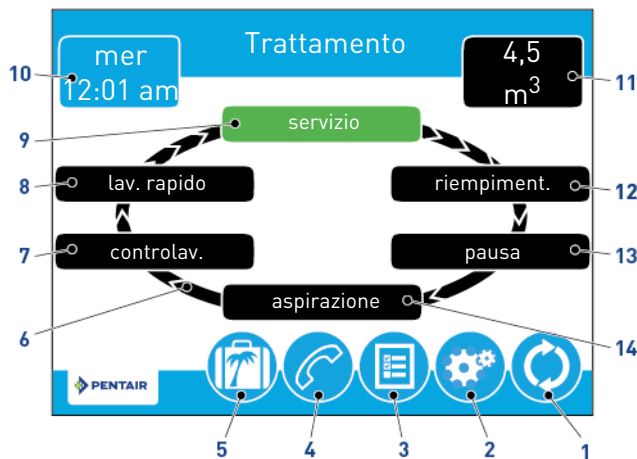 mer
12:01 am
Trattamento
4,5
m³
10
11
9
servizio
8
lav. rapido
riempiment.
12
7
controlav.
pausa
13
6
aspirazione
14
PENTAIR
5
4
3
2
1